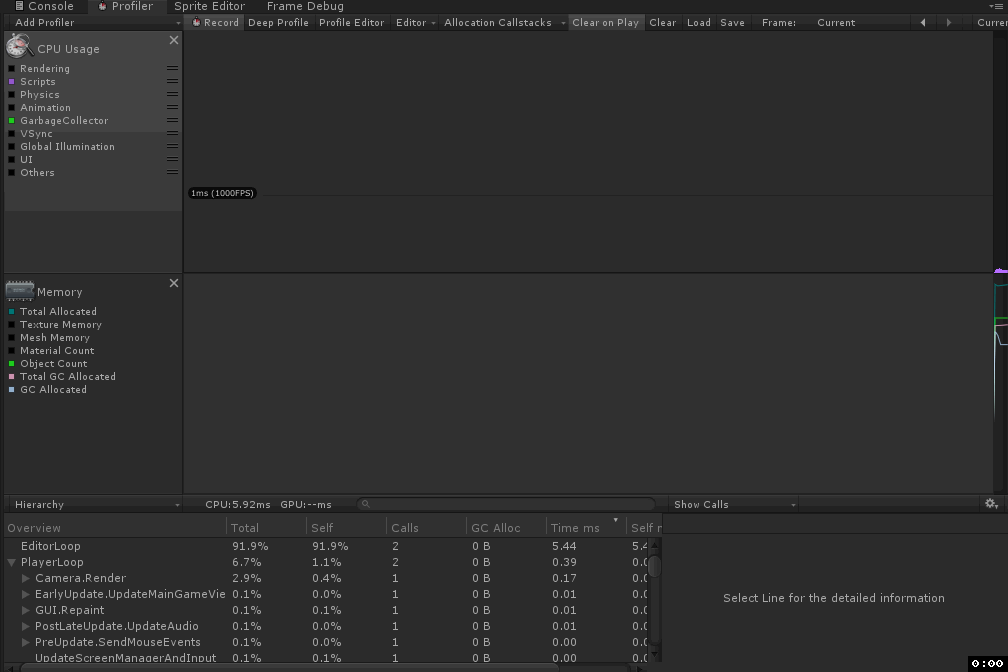 Console Profiler Sprite Editor Frame Debug
Add Profiler Record Deep Profile Profile Editor Editor Allocation Callstacks Clear on Play Clear Load Save Frame: Current Curre
CPU Usage
Rendering
Scripts
Physics
Animation
GarbageCollector
VSync
Global Illumination
UI
Others
1ms (1000FPS)
Memory
Total Allocated
Texture Memory
Mesh Memory
Material Count
Object Count
Total GC Allocated
GC Allocated
Hierarchy CPU:5.92ms GPU:--ms Show Calls
Overview Total Self Calls GC Alloc Time ms Self r
EditorLoop 91.9% 91.9% 2 0 B 5.44 5.4
PlayerLoop 6.7% 1.1% 2 0 B 0.39 0.0
Camera.Render 2.9% 0.4% 1 0 B 0.17 0.0
EarlyUpdate.UpdateMainGameVie 0.1% 0.0% 1 0 B 0.01 0.0
GUI.Repaint 0.1% 0.1% 1 0 B 0.01 0.0
PostLateUpdate.UpdateAudio 0.1% 0.0% 1 0 B 0.01 0.0
PreUpdate.SendMouseEvents 0.1% 0.0% 1 0 B 0.00 0.0
UpdateScreenManagerAndInput 0.1% 0.1% 1 0 B 0.00 0.0
Select Line for the detailed information
0:00